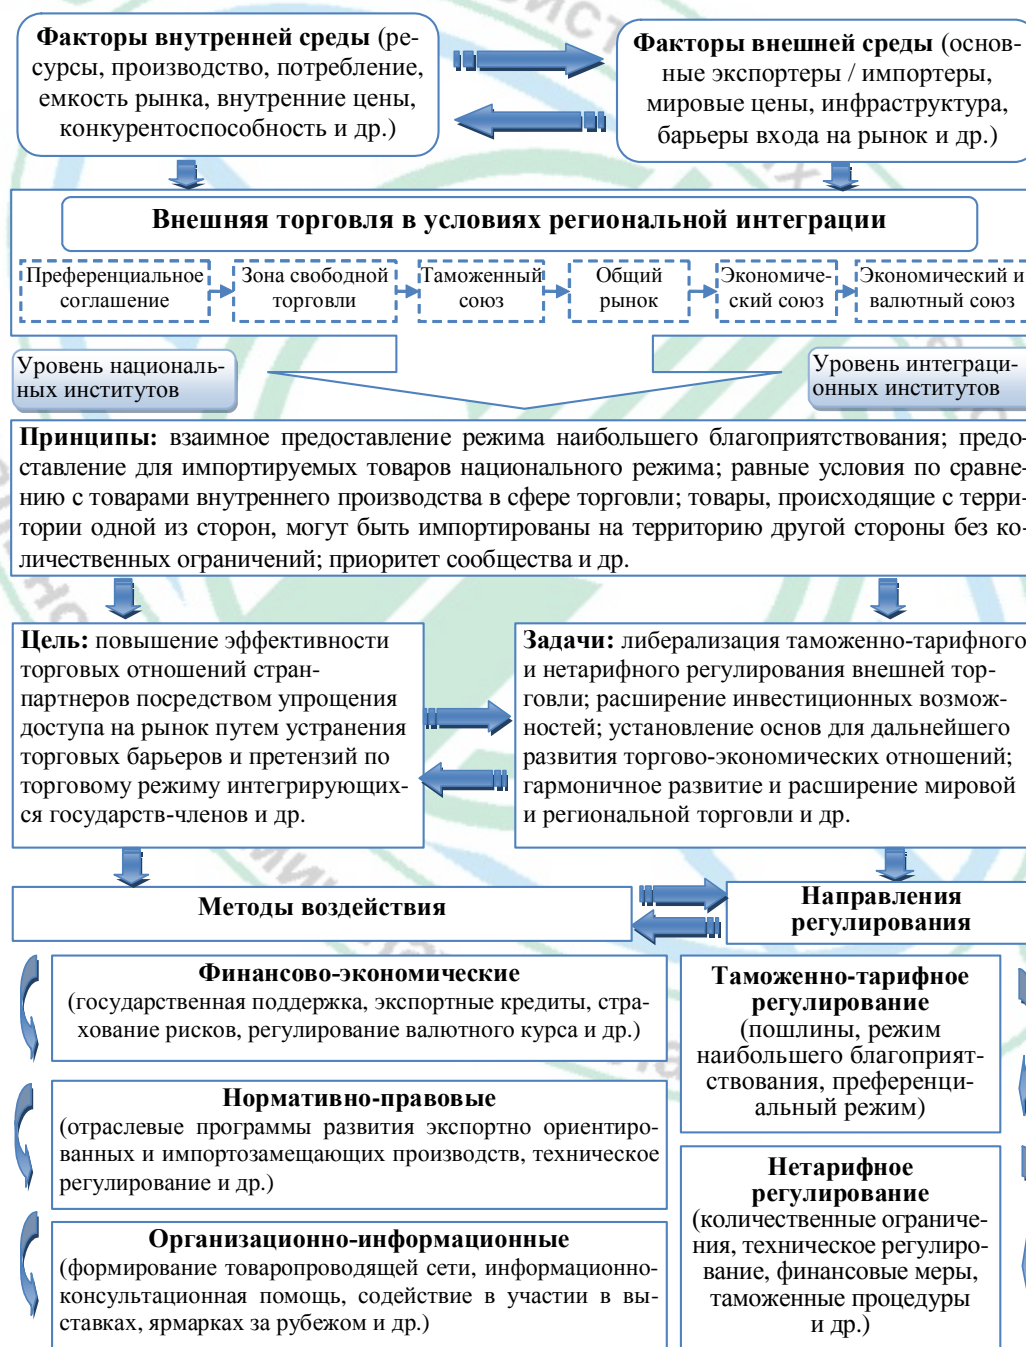 Факторы внутренней среды (ре-
сурсы, производство, потребление,
емкость рынка, внутренние цены,
конкурентоспособность и др.)
Факторы внешней среды (основ-
ные экспортеры / импортеры,
мировые цены, инфраструктура,
барьеры входа на рынок и др.)
Внешняя торговля в условиях региональной интеграции
Преференциальное
соглашение
Зона свободной
торговли
Таможенный
союз
Общий
рынок
Экономиче-
ский союз
Экономический и
валютный союз
Уровень националь-
ных институтов
Уровень интеграци-
онных институтов
Принципы: взаимное предоставление режима наибольшего благоприятствования; предо-
ставление для импортируемых товаров национального режима; равные условия по сравне-
нию с товарами внутреннего производства в сфере торговли; товары, происходящие с терри-
тории одной из сторон, могут быть импортированы на территорию другой стороны без ко-
личественных ограничений; приоритет сообщества и др.
Цель: повышение эффективности
торговых отношений стран-
партнеров посредством упрощения
доступа на рынок путем устранения
торговых барьеров и претензий по
торговому режиму интегрирующих-
ся государств-членов и др.
Задачи: либерализация таможенно-тарифного
и нетарифного регулирования внешней тор-
говли; расширение инвестиционных возмож-
ностей; установление основ для дальнейшего
развития торгово-экономических отношений;
гармоничное развитие и расширение мировой
и региональной торговли и др.
Методы воздействия
Направления
регулирования
Финансово-экономические
(государственная поддержка, экспортные кредиты, стра-
хование рисков, регулирование валютного курса и др.)
Нормативно-правовые
(отраслевые программы развития экспортно ориентиро-
ванных и импортозамещающих производств, техническое
регулирование и др.)
Организационно-информационные
(формирование товаропроводящей сети, информационно-
консультационная помощь, содействие в участии в вы-
ставках, ярмарках за рубежом и др.)
Таможенно-тарифное
регулирование
(пошлины, режим
наибольшего благоприят-
ствования, преференци-
альный режим)
Нетарифное
регулирование
(количественные ограниче-
ния, техническое регулиро-
вание, финансовые меры,
таможенные процедуры
и др.)